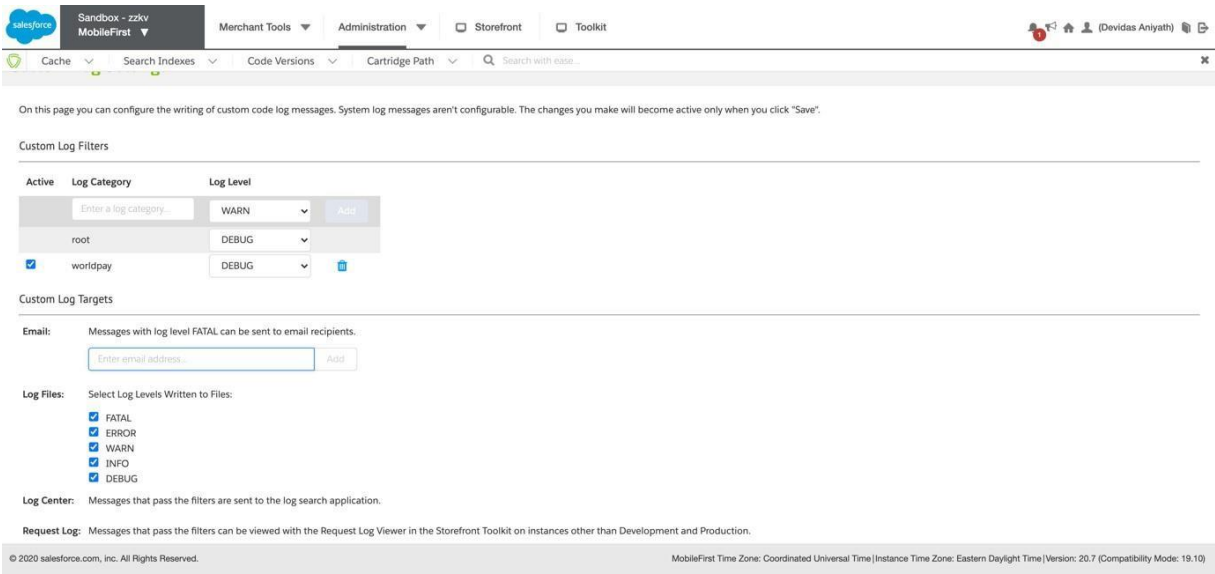 salesforce
Sandbox - zzkv
MobileFirst
Merchant Tools
Administration
Storefront
Toolkit
1
(Devidas Aniyath)
Cache
Search Indexes
Code Versions
Cartridge Path
Search with ease...
On this page you can configure the writing of custom code log messages. System log messages aren't configurable. The changes you make will become active only when you click "Save".
Custom Log Filters
Active Log Category Log Level
Enter a log category... WARN Add
root DEBUG
worldpay DEBUG
Custom Log Targets
Email: Messages with log level FATAL can be sent to email recipients.
Enter email address... Add
Log Files: Select Log Levels Written to Files:
FATAL
ERROR
WARN
INFO
DEBUG
Log Center: Messages that pass the filters are sent to the log search application.
Request Log: Messages that pass the filters can be viewed with the Request Log Viewer in the Storefront Toolkit on instances other than Development and Production.
© 2020 salesforce.com, inc. All Rights Reserved. MobileFirst Time Zone: Coordinated Universal Time|Instance Time Zone: Eastern Daylight Time|Version: 20.7 (Compatibility Mode: 19.10)